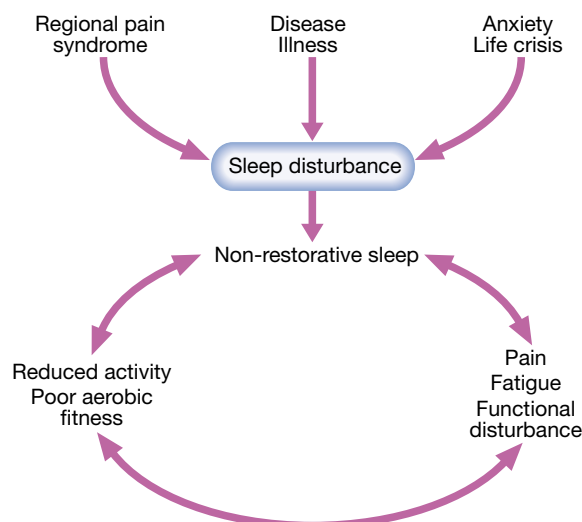 Regional pain
syndrome
Disease
Illness
Anxiety
Life crisis
Sleep disturbance
Non-restorative sleep
Reduced activity
Poor aerobic
fitness
Pain
Fatigue
Functional
disturbance